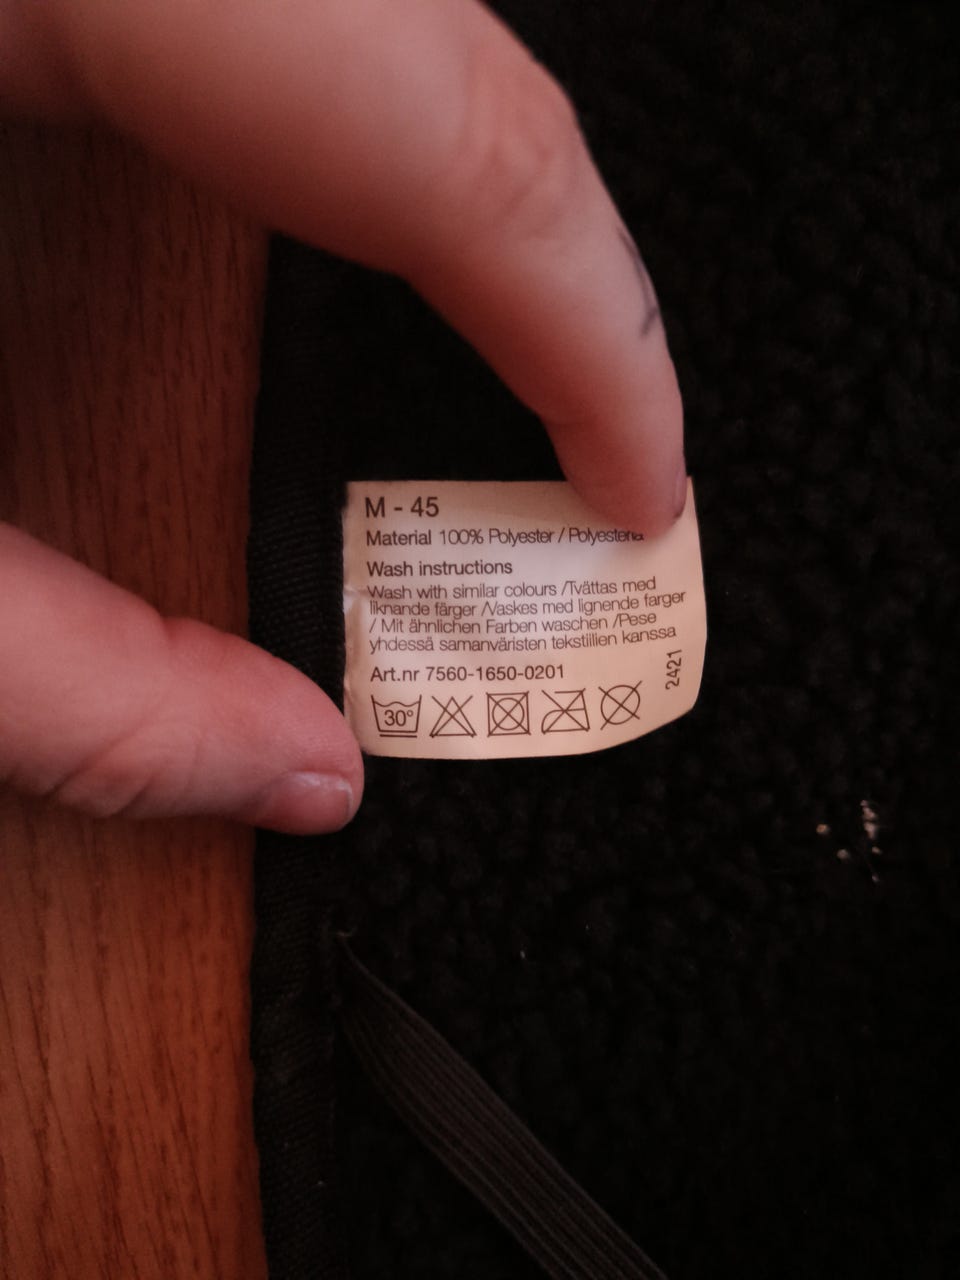 M - 45
Material 100% Polyester / Polyesteria
Wash instructions
Wash with similar colours /Tvättas med
liknande färger /Vaskes med lignende farger
/ Mit ähnlichen Farben waschen /Pese
yhdessä samanväristen tekstiilien kanssa
Art.nr 7560-1650-0201
2421
30°